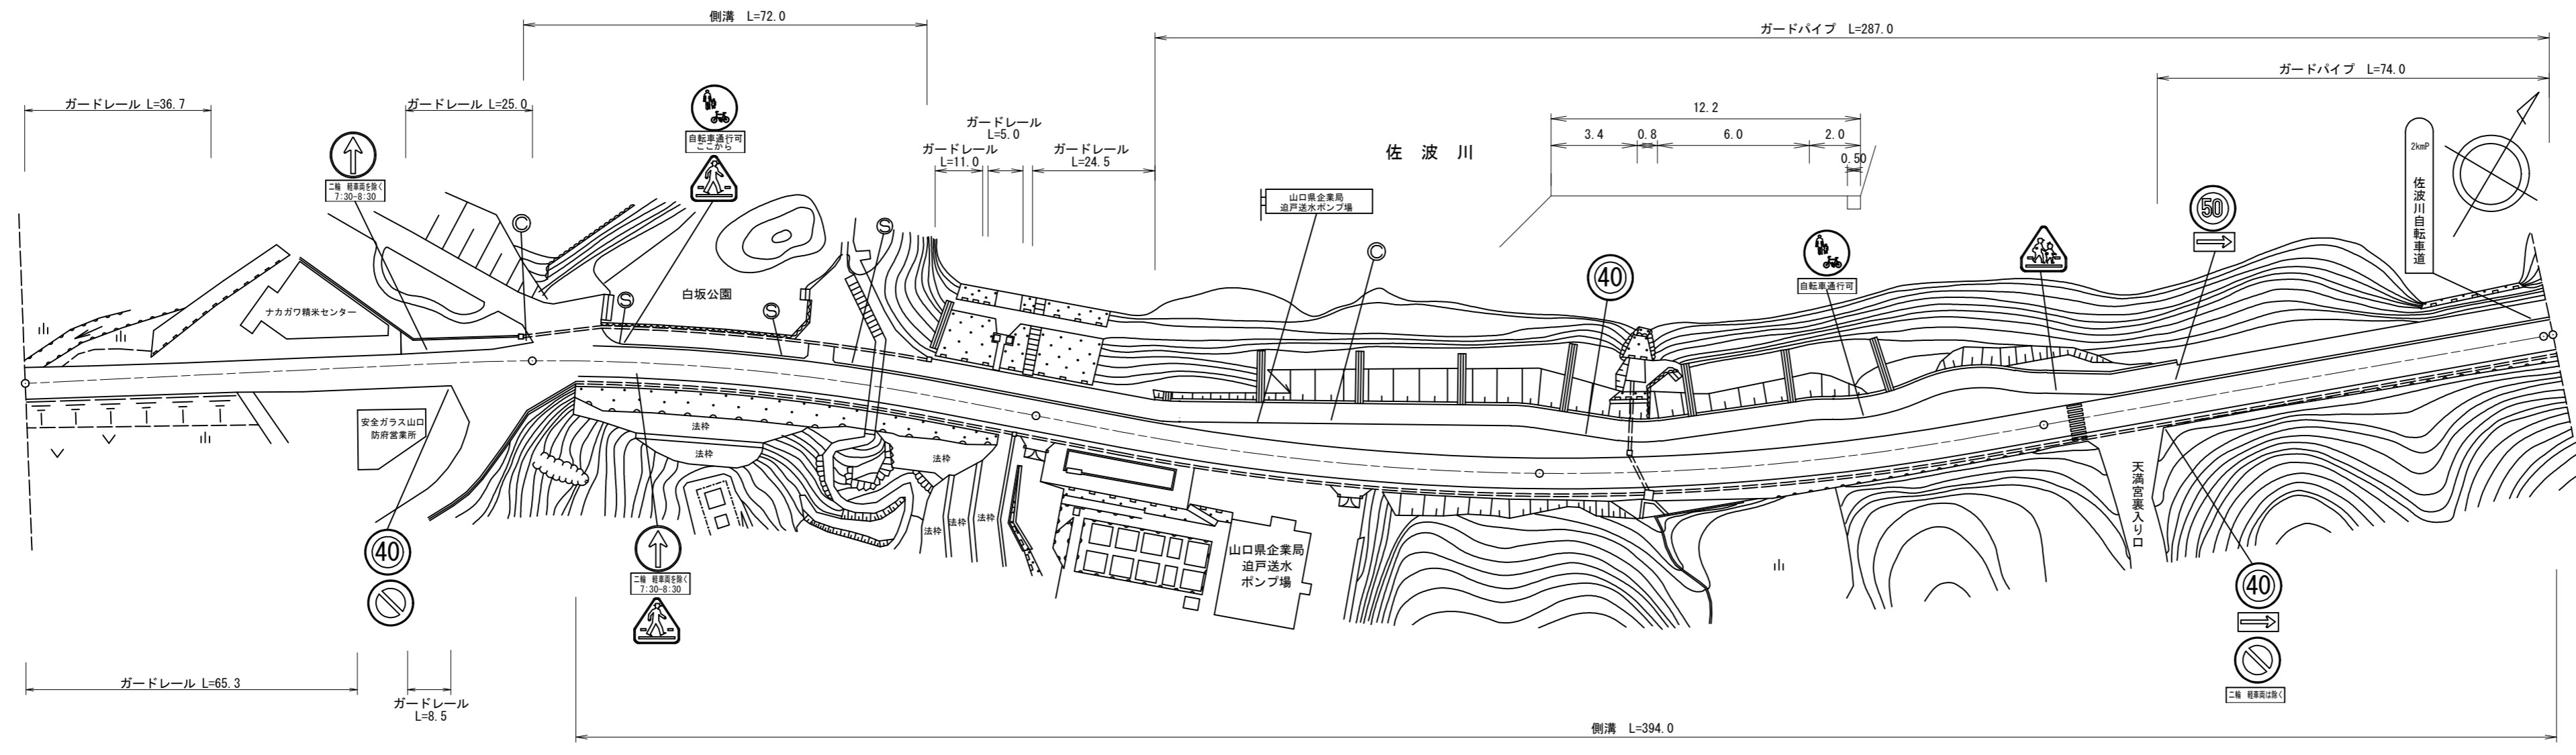 側溝 L=72.0
ガードパイプ L=287.0
ガードパイプ L=74.0
ガードレール L=36.7
ガードレール L=25.0
自転車通行可
ここから
ガードレール
L=5.0
ガードレール
L=11.0
ガードレール
L=24.5
佐波川
12.2
3.4
0.8
6.0
2.0
0.50
2kmP
佐波川自転車道
二輪 軽車両を除く
7:30-8:30
山口県企業局
迫戸送水ポンプ場
50
C
S
S
S
C
40
自転車通行可
白坂公園
ナカガワ精米センター
安全ガラス山口
防府営業所
法枠
法枠
法枠
法枠
法枠
法枠
山口県企業局
迫戸送水
ポンプ場
天満宮裏入り口
40
二輪 軽車両を除く
7:30-8:30
40
二輪 軽車両は除く
ガードレール L=65.3
ガードレール
L=8.5
側溝 L=394.0